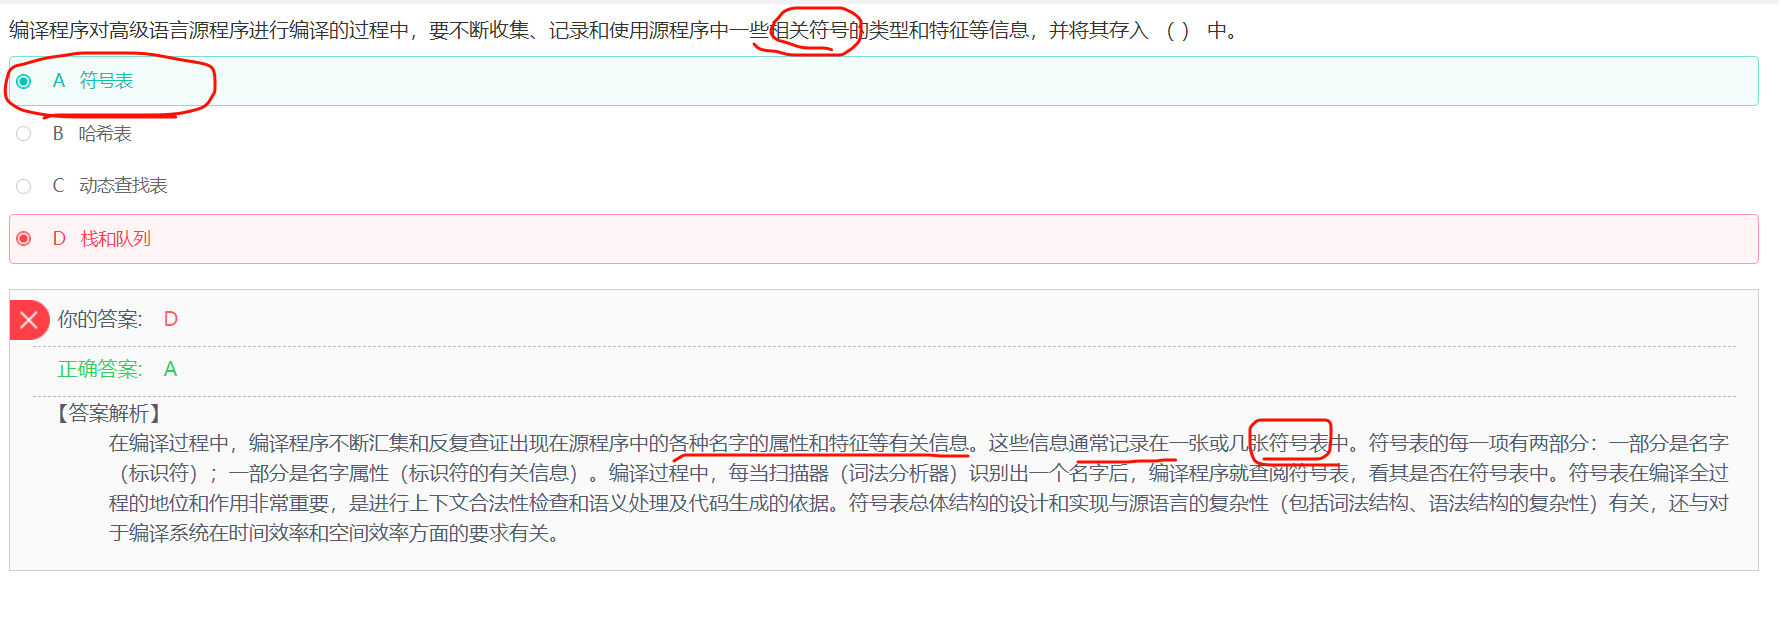 编译程序对高级语言源程序进行编译的过程中，要不断收集、记录和使用源程序中一些相关符号的类型和特征等信息，并将其存入 （ ） 中。
A 符号表
B 哈希表
C 动态查找表
D 栈和队列
你的答案: D
正确答案: A
【答案解析】
在编译过程中，编译程序不断汇集和反复查证出现在源程序中的各种名字的属性和特征等有关信息。这些信息通常记录在一张或几张符号表中。符号表的每一项有两部分：一部分是名字
（标识符）；一部分是名字属性（标识符的有关信息）。编译过程中，每当扫描器（词法分析器）识别出一个名字后，编译程序就查阅符号表，看其是否在符号表中。符号表在编译全过
程的地位和作用非常重要，是进行上下文合法性检查和语义处理及代码生成的依据。符号表总体结构的设计和实现与源语言的复杂性（包括词法结构、语法结构的复杂性）有关，还与对
于编译系统在时间效率和空间效率方面的要求有关。